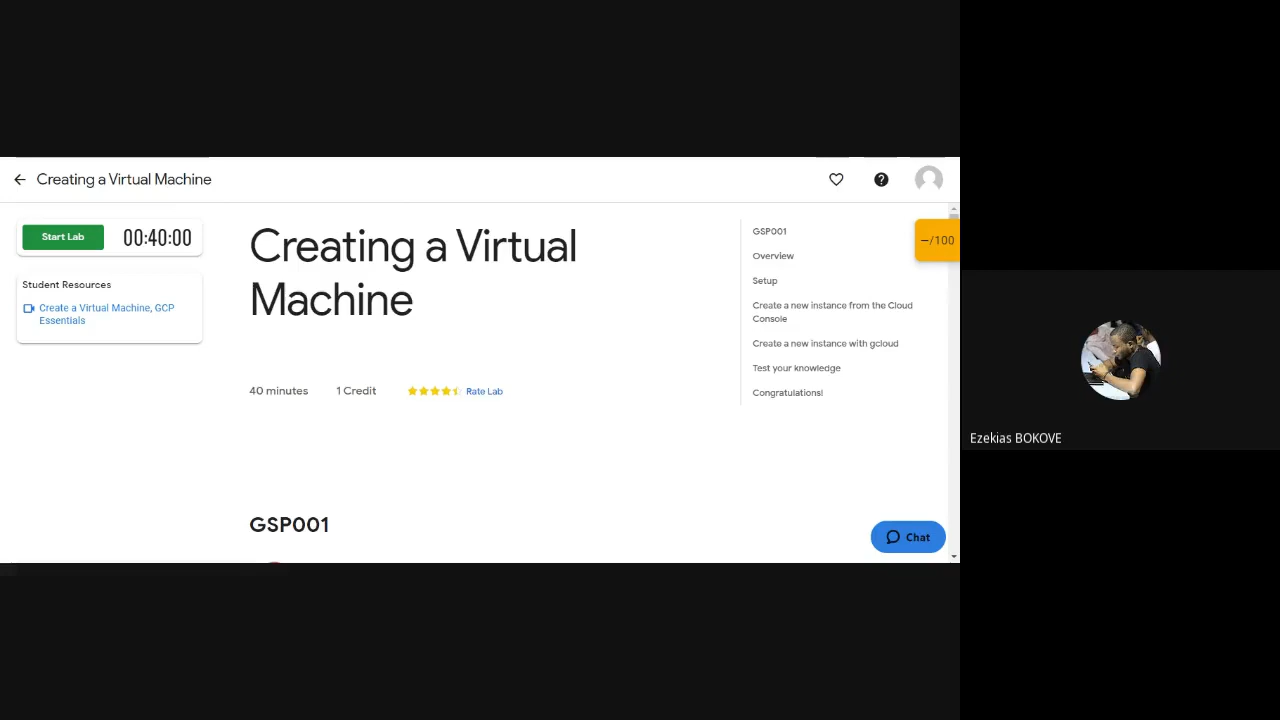 Creating a Virtual Machine
Start Lab
00:40:00
Student Resources
Create a Virtual Machine, GCP
Essentials
Creating a Virtual
Machine
40 minutes
1 Credit
Rate Lab
GSP001
GSP001
Overview
Setup
Create a new instance from the Cloud
Console
Create a new instance with gcloud
Test your knowledge
Congratulations!
–/100
Chat
Ezekias BOKOVE